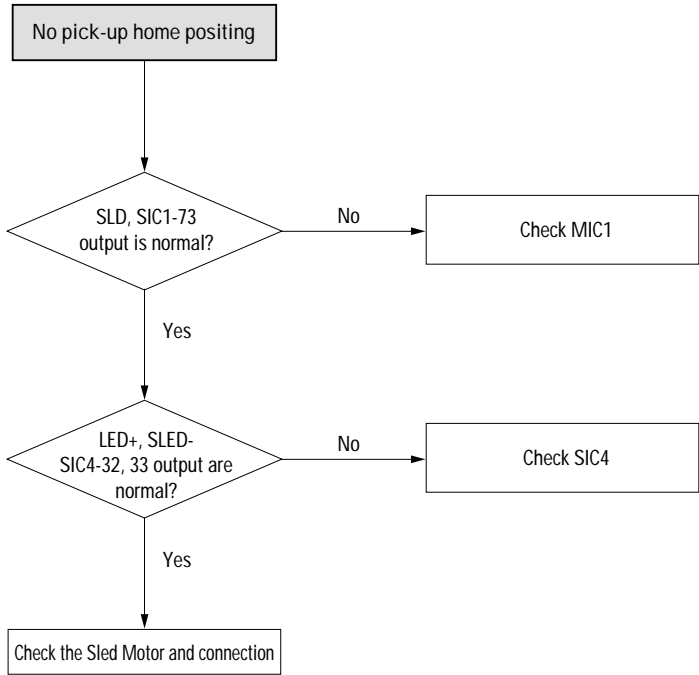 No pick-up home positing
SLD, SIC1-73
output is normal?
No
Check MIC1
Yes
LED+, SLED-
SIC4-32, 33 output are
normal?
No
Check SIC4
Yes
Check the Sled Motor and connection